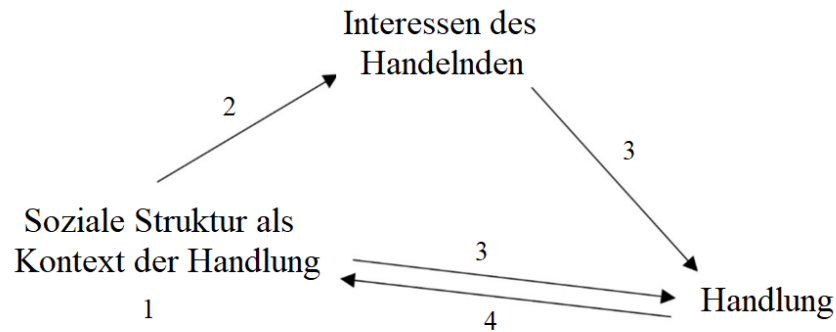 Interessen des
Handelnden
2
3
Soziale Struktur als
Kontext der Handlung
3
Handlung
1
4